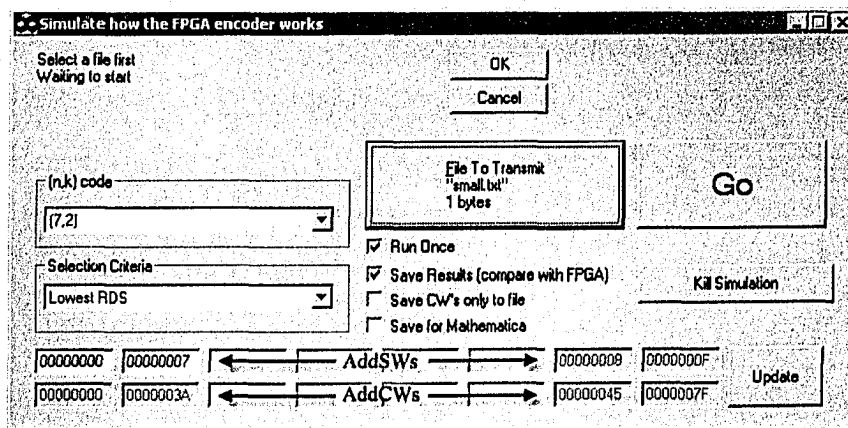 Simulate how the FPGA encoder works
Select a file first
Waiting to start
OK
Cancel
File To Transmit
"small.txt"
1 bytes
Go
(n,k) code
(7,2)
Run Once
Selection Criteria
Lowest RDS
Save Results (compare with FPGA)
Save CW's only to file
Save for Mathematica
Kill Simulation
00000000 00000007 AddSWs 00000009 0000000F
00000000 0000003A AddCWs 00000045 0000007F
Update